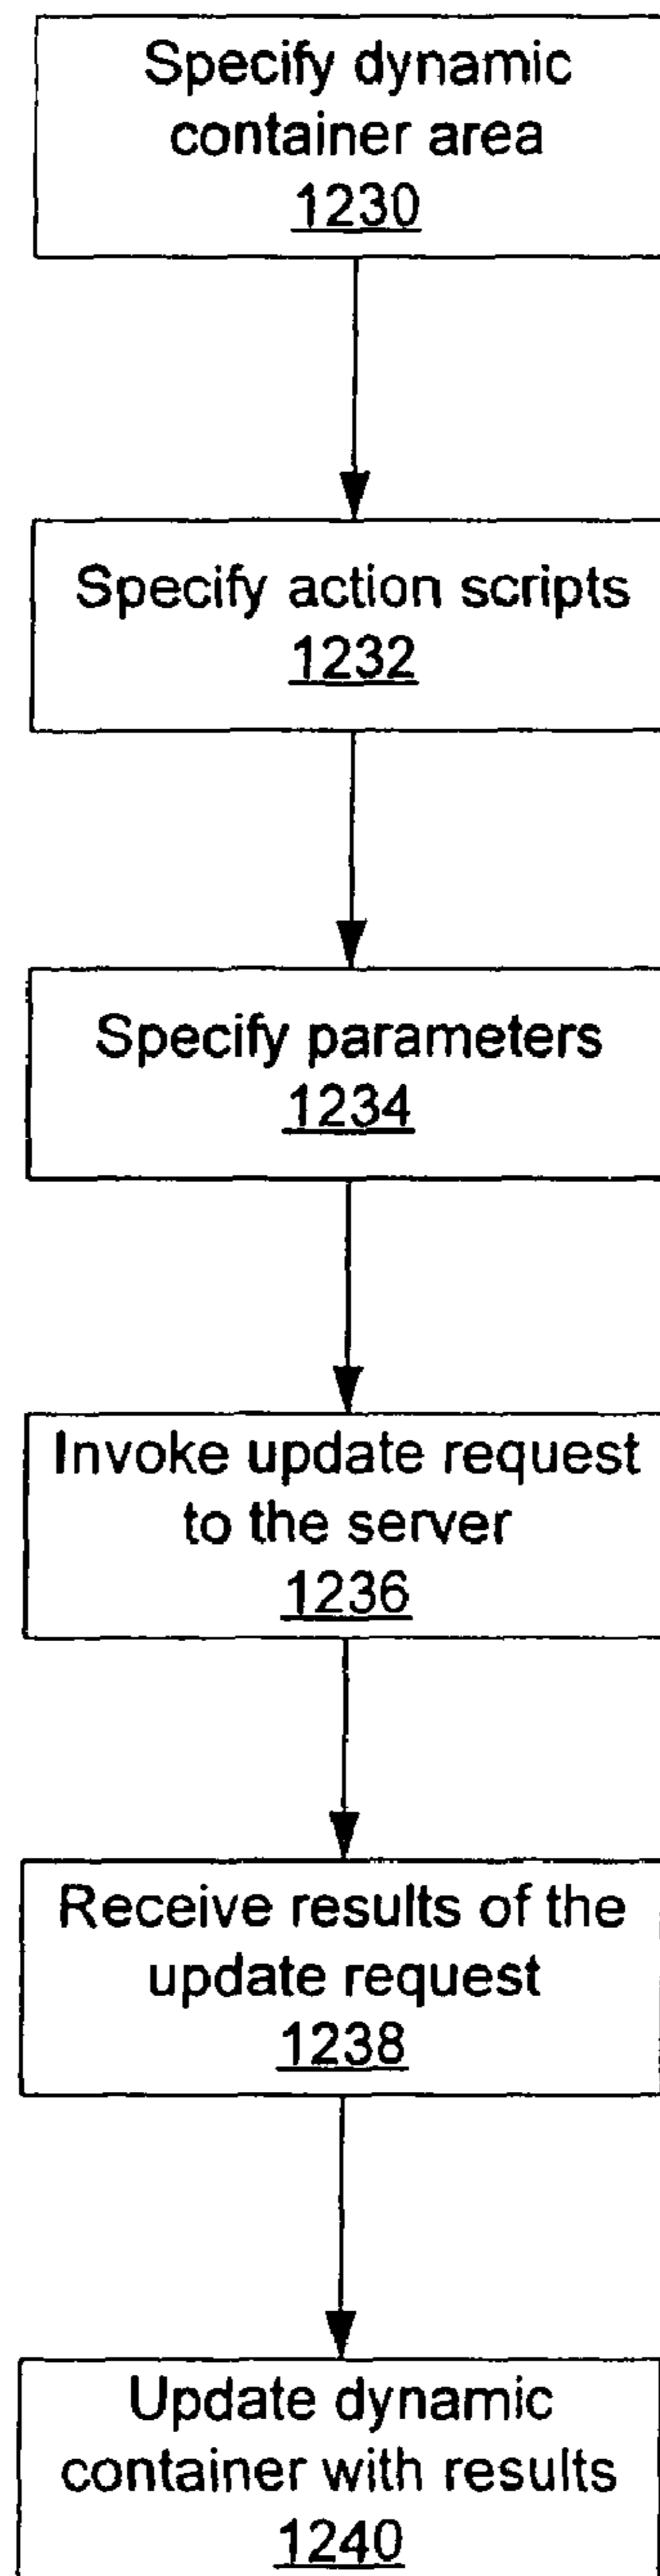 Specify dynamic
container area
1230
Specify action scripts
1232
Specify parameters
1234
Invoke update request
to the server
1236
Receive results of the
update request
1238
Update dynamic
container with results
1240